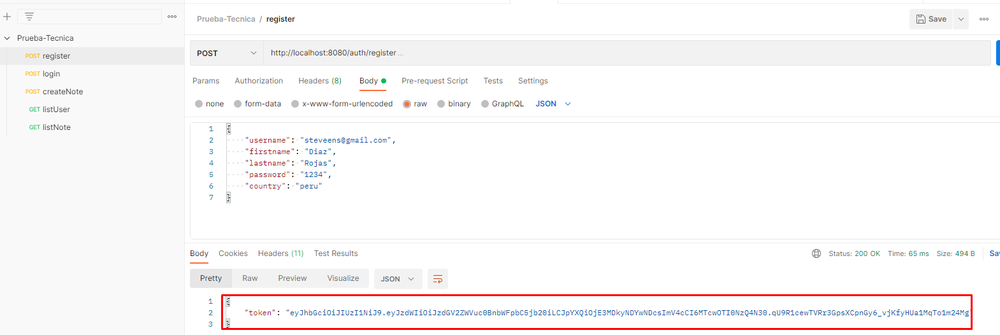 Prueba-Tecnica / register
Save
Prueba-Tecnica
POST register
POST login
POST createNote
GET listUser
GET listNote
POST http://localhost:8080/auth/register ...
Params Authorization Headers (8) Body Pre-request Script Tests Settings
none form-data x-www-form-urlencoded raw binary GraphQL JSON
1 {
2 "username": "steveens@gmail.com",
3 "firstname": "Diaz",
4 "lastname": "Rojas",
5 "password": "1234",
6 "country": "peru"
7 }
Body Cookies Headers (11) Test Results Status: 200 OK Time: 65 ms Size: 494 B Sav
Pretty Raw Preview Visualize JSON
1 {
2 "token": "eyJhbGciOiJIUzI1NiJ9.eyJzdWIiOiJzdGV2ZWVuc0BnbWFpbC5jb20iLCJpYXQiOjE3MDkyNDYwNDcsImV4cCI6MTcwOTI0NzQ4N30.qU9R1cewTVRr3GpsXCpnGy6_vjKfyHUa1MqTo1m24Mg
3 }